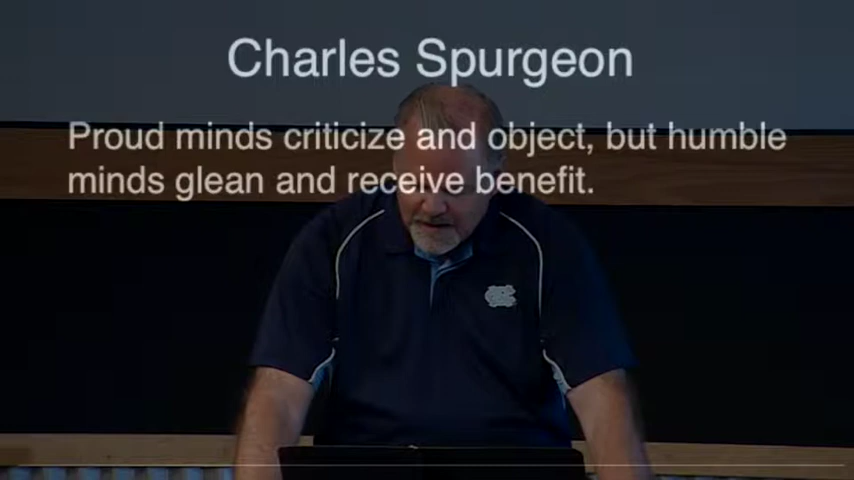 Charles Spurgeon
Proud minds criticize and object, but humble
minds glean and receive benefit.